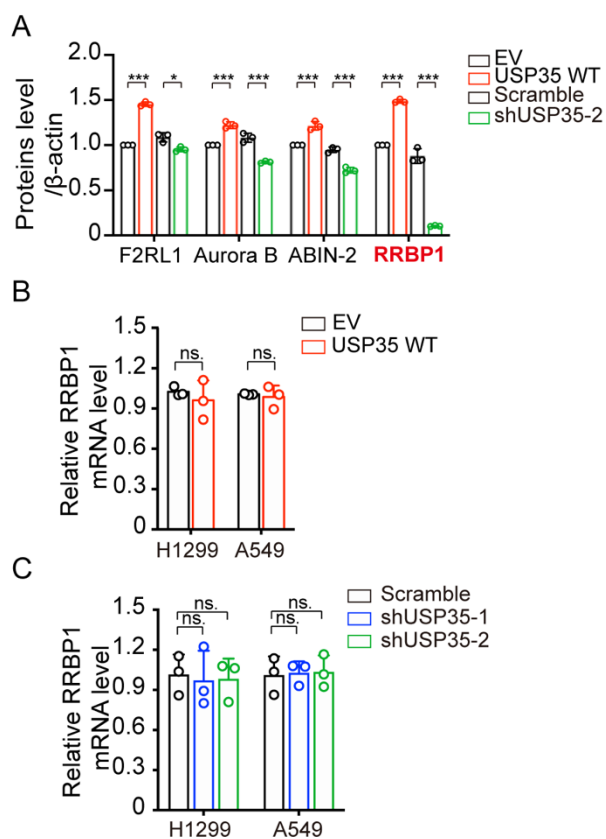 A
EV
USP35 WT
Scramble
shUSP35-2
*** * *** *** *** *** *** ***
Proteins level
/β-actin
2.0
1.5
1.0
0.5
0
F2RL1 Aurora B ABIN-2 RRBP1
B
EV
USP35 WT
ns. ns.
Relative RRBP1
mRNA level
1.5
1.2
0.9
0.6
0.3
0
H1299 A549
C
Scramble
shUSP35-1
shUSP35-2
ns. ns.
ns. ns.
Relative RRBP1
mRNA level
1.5
1.2
0.9
0.6
0.3
0
H1299 A549